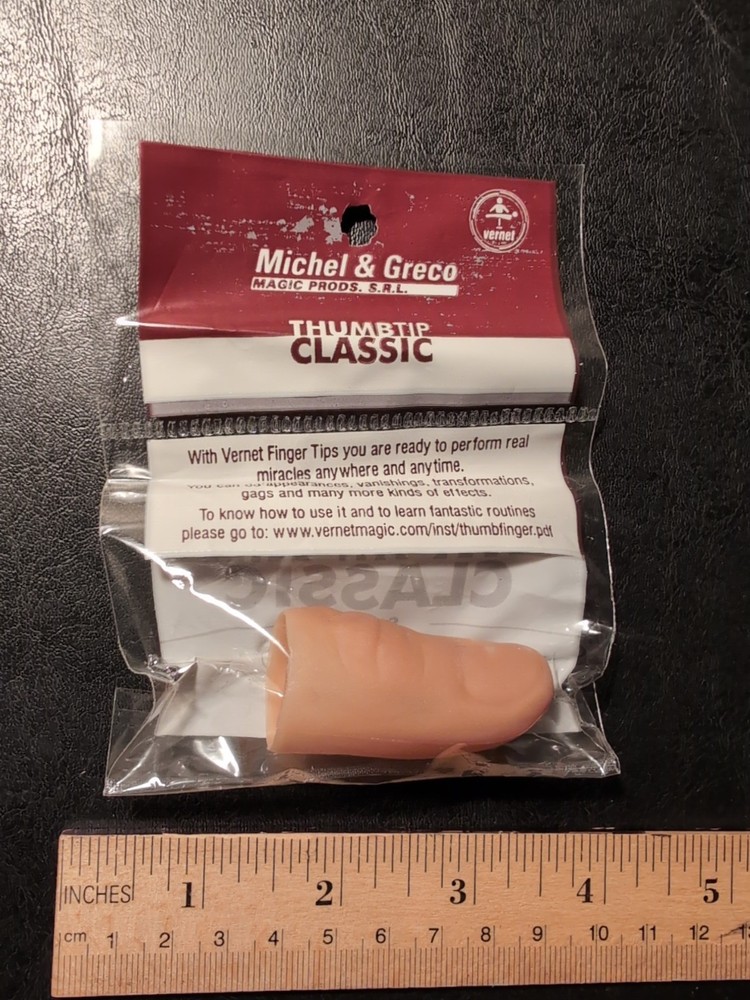 vernet
Michel & Greco
MAGIC PRODS. S.R.L.
THUMBTIP
CLASSIC
With Vernet Finger Tips you are ready to perform real
miracles anywhere and anytime.
You can do appearances, vanishings, transformations,
gags and many more kinds of effects.
To know how to use it and to learn fantastic routines
please go to: www.vernetmagic.com/inst/thumbfinger.pdf
CLASSIC
INCHES 1 2 3 4 5
cm 1 2 3 4 5 6 7 8 9 10 11 12